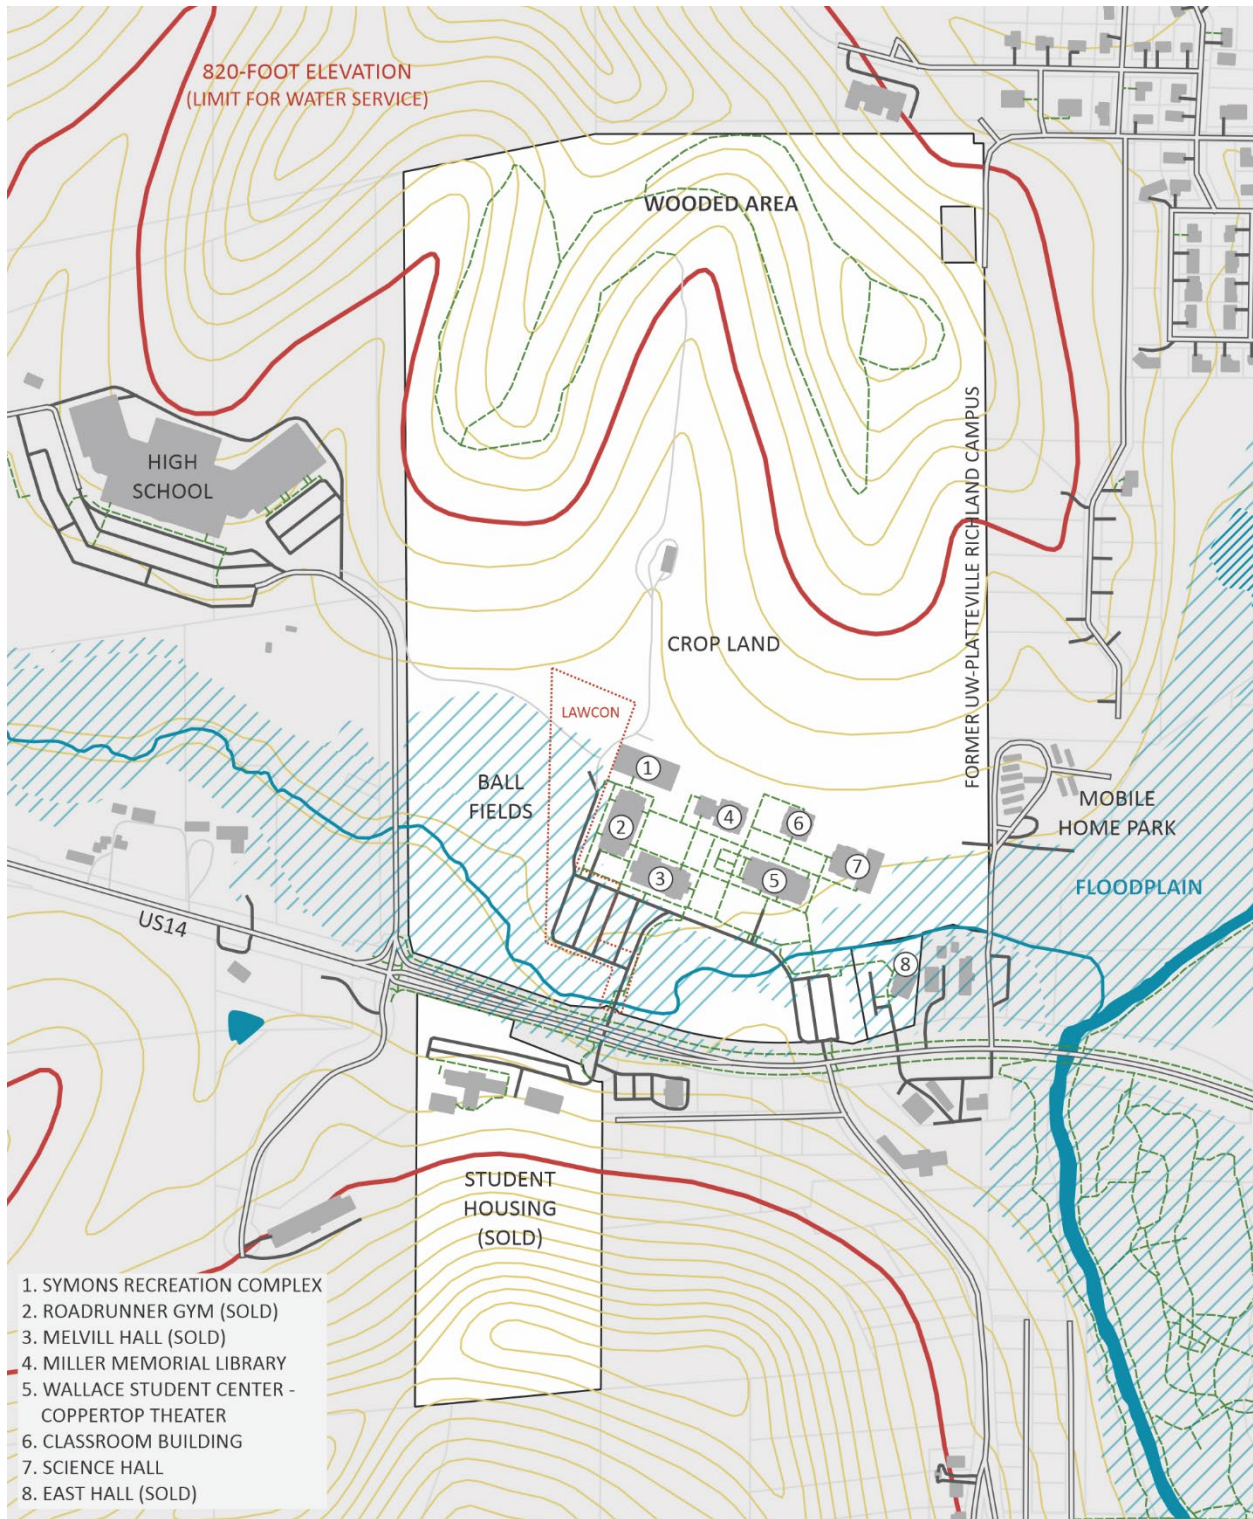 820-FOOT ELEVATION
(LIMIT FOR WATER SERVICE)
WOODED AREA
HIGH
SCHOOL
FORMER UW-PLATTEVILLE RICHLAND CAMPUS
CROP LAND
LAWCON
BALL
FIELDS
1
2
3
4
5
6
7
8
MOBILE
HOME PARK
FLOODPLAIN
US14
STUDENT
HOUSING
(SOLD)
1. SYMONS RECREATION COMPLEX
2. ROADRUNNER GYM (SOLD)
3. MELVILL HALL (SOLD)
4. MILLER MEMORIAL LIBRARY
5. WALLACE STUDENT CENTER -
COPPERTOP THEATER
6. CLASSROOM BUILDING
7. SCIENCE HALL
8. EAST HALL (SOLD)